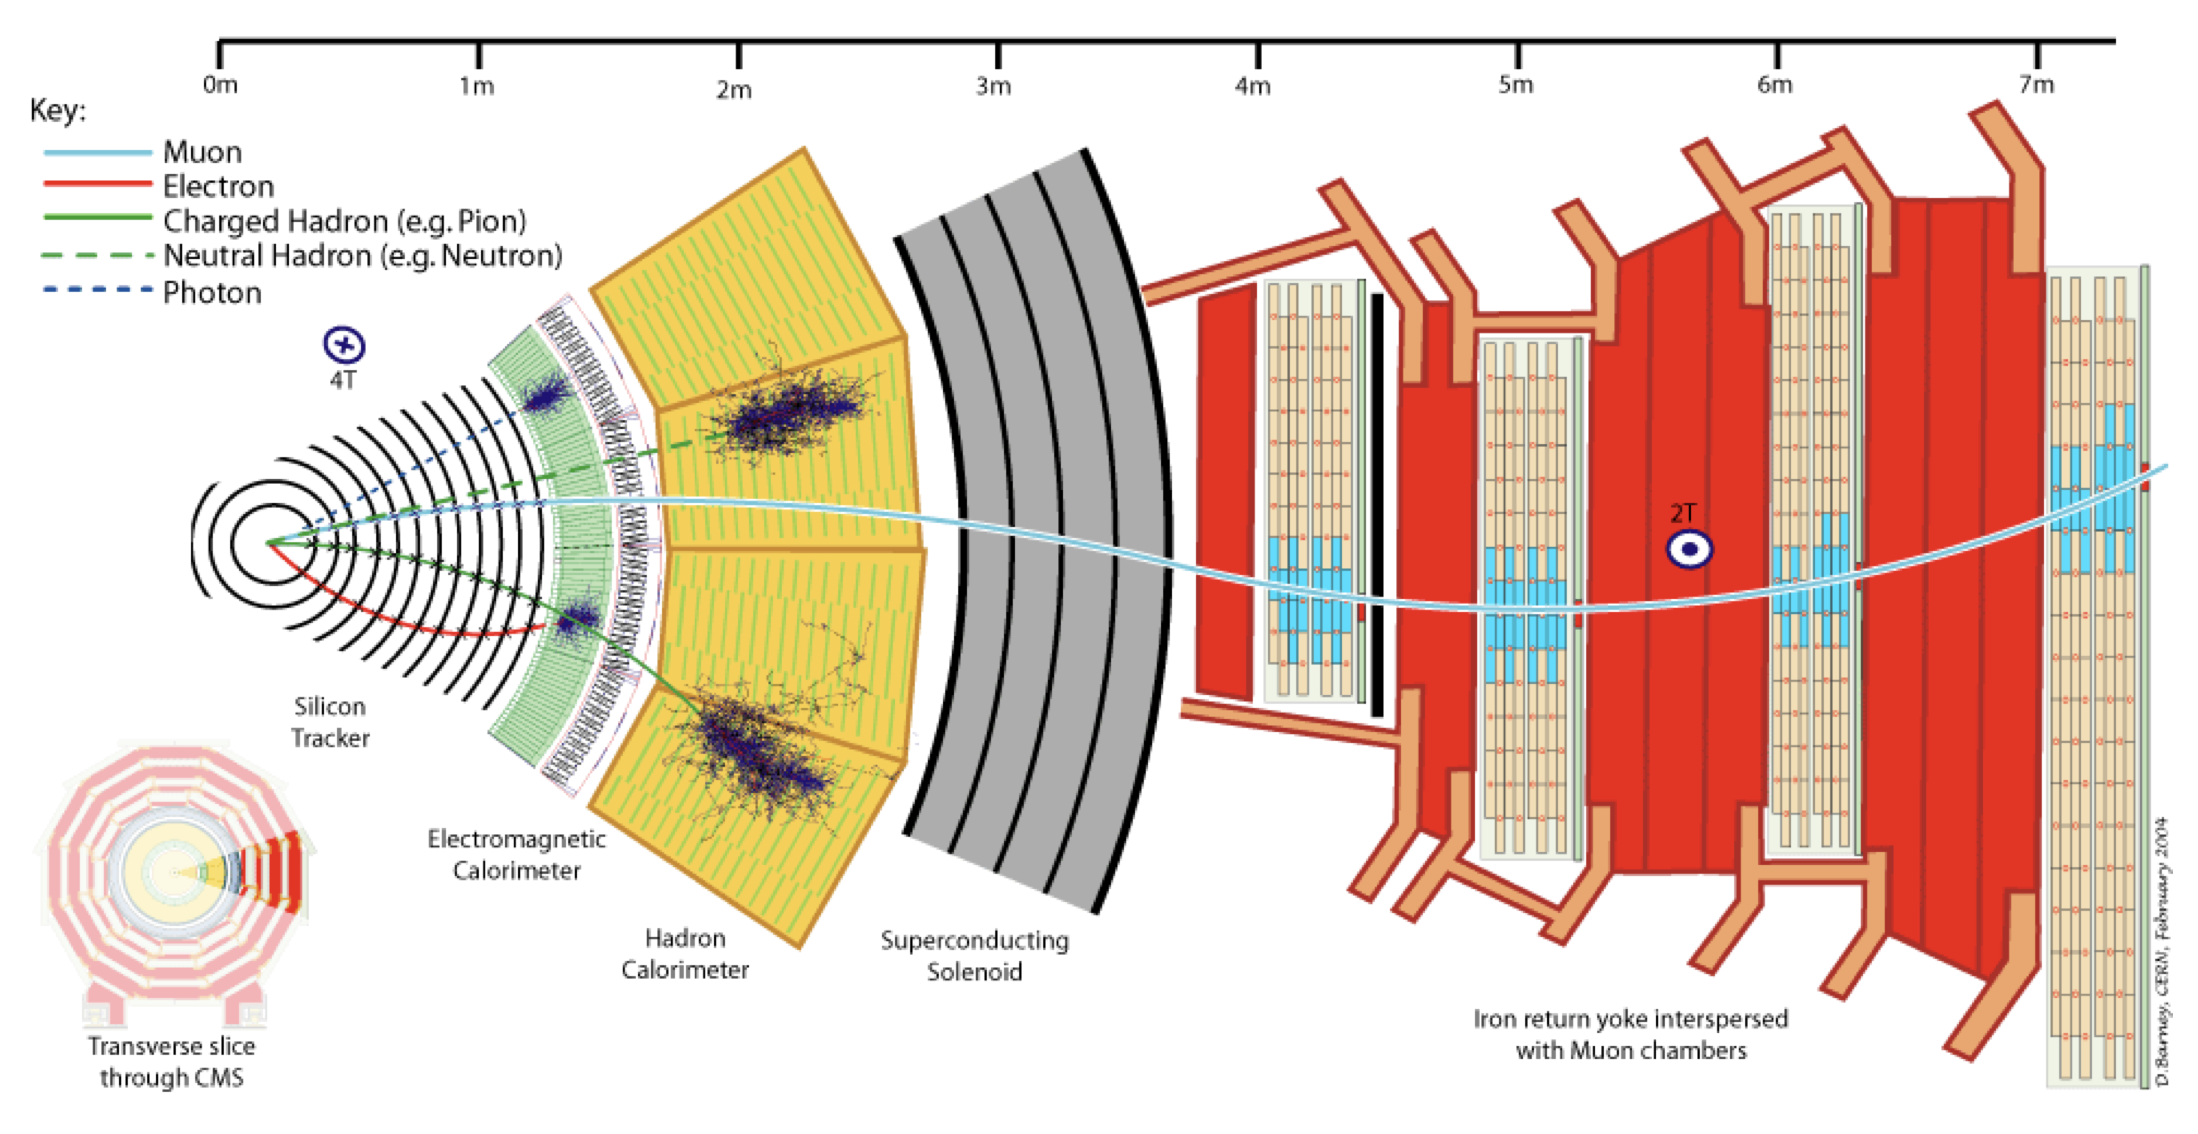 0m 1m 2m 3m 4m 5m 6m 7m
Key:
Muon
Electron
Charged Hadron (e.g. Pion)
Neutral Hadron (e.g. Neutron)
Photon
4T
2T
Silicon
Tracker
Electromagnetic
Calorimeter
Hadron
Calorimeter
Superconducting
Solenoid
Iron return yoke interspersed
with Muon chambers
Transverse slice
through CMS
D.Barney, CERN, February 2004